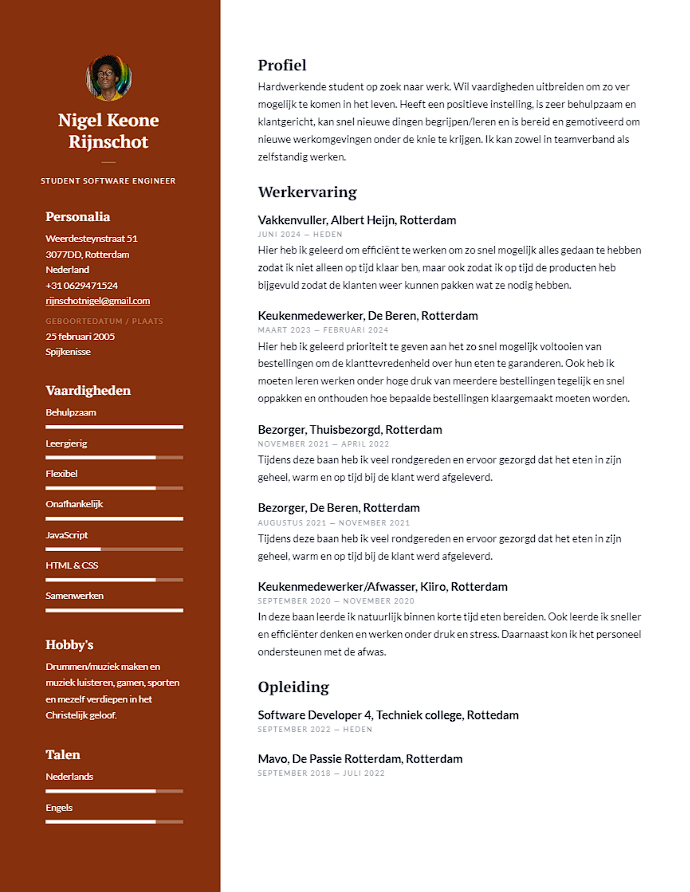 Nigel Keone
Rijnschot
STUDENT SOFTWARE ENGINEER
Personalia
Weerdesteynstraat 51
3077DD, Rotterdam
Nederland
+31 0629471524
rijnschotnigel@gmail.com
GEBOORTEDATUM / PLAATS
25 februari 2005
Spijkenisse
Vaardigheden
Behulpzaam
Leergierig
Flexibel
Onafhankelijk
JavaScript
HTML & CSS
Samenwerken
Hobby's
Drummen/muziek maken en
muziek luisteren, gamen, sporten
en mezelf verdiepen in het
Christelijk geloof.
Talen
Nederlands
Engels
Profiel
Hardwerkende student op zoek naar werk. Wil vaardigheden uitbreiden om zo ver
mogelijk te komen in het leven. Heeft een positieve instelling, is zeer behulpzaam en
klantgericht, kan snel nieuwe dingen begrijpen/leren en is bereid en gemotiveerd om
nieuwe werkomgevingen onder de knie te krijgen. Ik kan zowel in teamverband als
zelfstandig werken.
Werkervaring
Vakkenvuller, Albert Heijn, Rotterdam
JUNI 2024 — HEDEN
Hier heb ik geleerd om efficiënt te werken om zo snel mogelijk alles gedaan te hebben
zodat ik niet alleen op tijd klaar ben, maar ook zodat ik op tijd de producten heb
bijgevuld zodat de klanten weer kunnen pakken wat ze nodig hebben.
Keukenmedewerker, De Beren, Rotterdam
MAART 2023 — FEBRUARI 2024
Hier heb ik geleerd prioriteit te geven aan het zo snel mogelijk voltooien van
bestellingen om de klanttevredenheid over hun eten te garanderen. Ook heb ik
moeten leren werken onder hoge druk van meerdere bestellingen tegelijk en snel
oppakken en onthouden hoe bepaalde bestellingen klaargemaakt moeten worden.
Bezorger, Thuisbezorgd, Rotterdam
NOVEMBER 2021 — APRIL 2022
Tijdens deze baan heb ik veel rondgereden en ervoor gezorgd dat het eten in zijn
geheel, warm en op tijd bij de klant werd afgeleverd.
Bezorger, De Beren, Rotterdam
AUGUSTUS 2021 — NOVEMBER 2021
Tijdens deze baan heb ik veel rondgereden en ervoor gezorgd dat het eten in zijn
geheel, warm en op tijd bij de klant werd afgeleverd.
Keukenmedewerker/Afwasser, Kiiro, Rotterdam
SEPTEMBER 2020 — NOVEMBER 2020
In deze baan leerde ik natuurlijk binnen korte tijd eten bereiden. Ook leerde ik sneller
en efficiënter denken en werken onder druk en stress. Daarnaast kon ik het personeel
ondersteunen met de afwas.
Opleiding
Software Developer 4, Techniek college, Rottedam
SEPTEMBER 2022 — HEDEN
Mavo, De Passie Rotterdam, Rotterdam
SEPTEMBER 2018 — JULI 2022